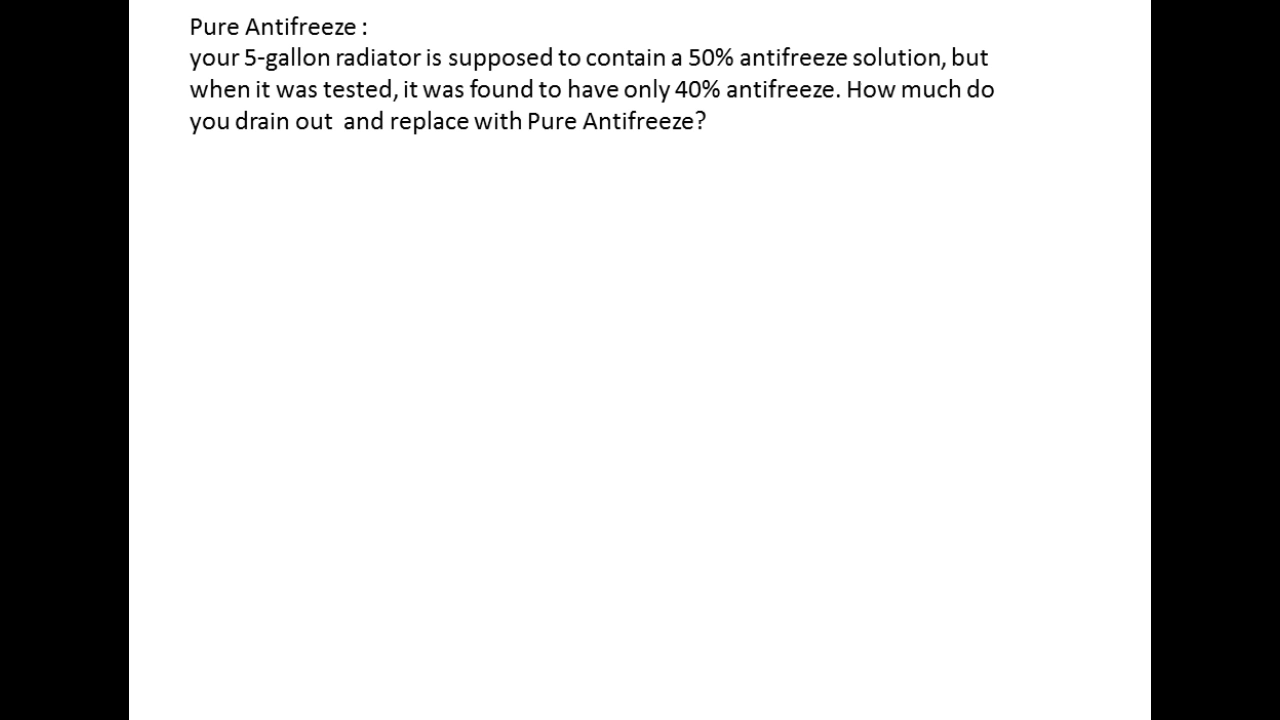 Pure Antifreeze :
your 5-gallon radiator is supposed to contain a 50% antifreeze solution, but
when it was tested, it was found to have only 40% antifreeze. How much do
you drain out  and replace with Pure Antifreeze?